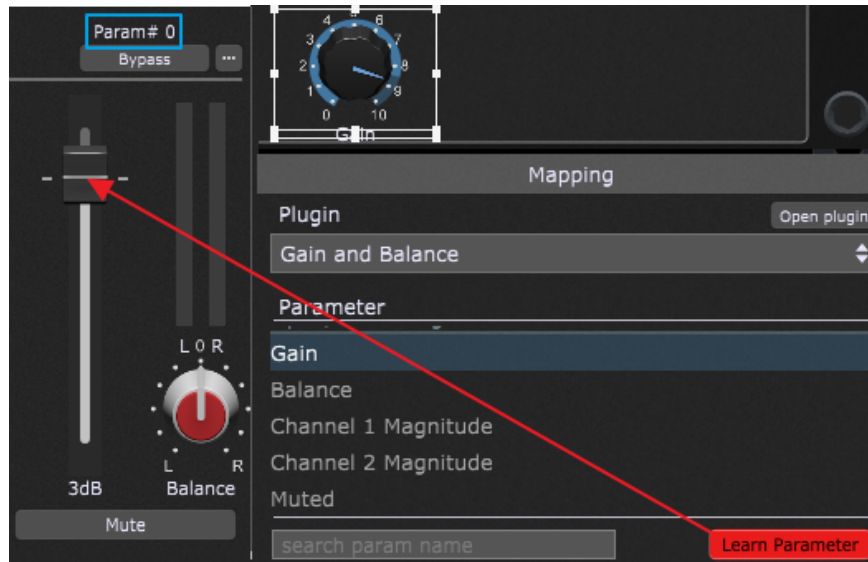 Param# 0
Bypass ...
L 0 R
L R
3dB Balance
Mute
4 6
3 7
2 8
1 9
0 10
Gain
Mapping
Plugin Open plugin
Gain and Balance
Parameter
Gain
Balance
Channel 1 Magnitude
Channel 2 Magnitude
Muted
search param name Learn Parameter